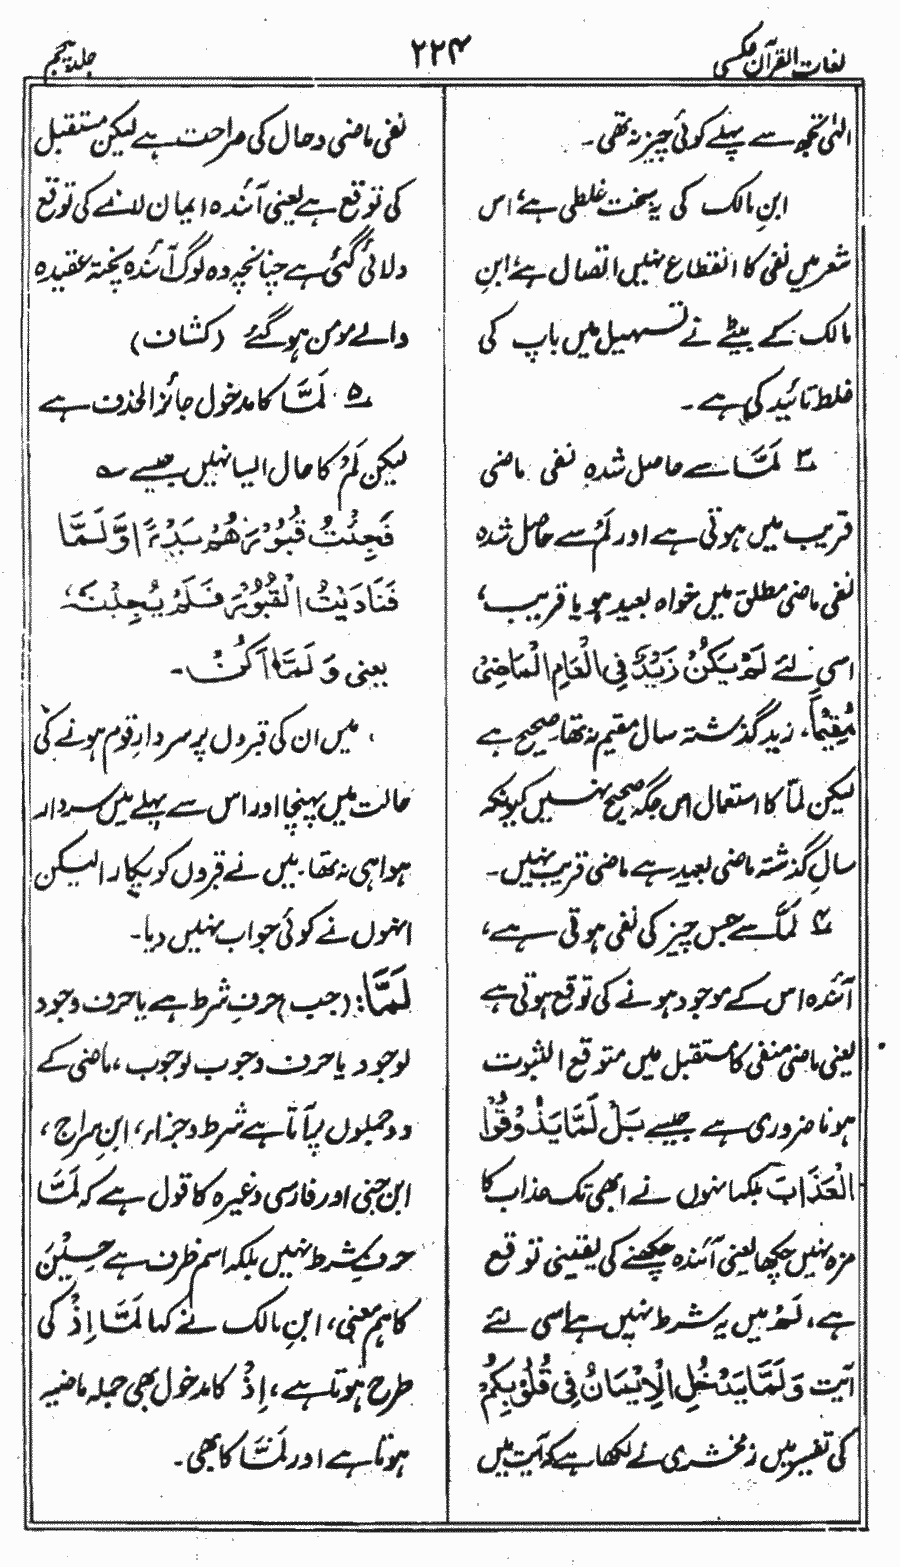 لغات القرآن مکسی
۲۲۴
جلد پنجم
الٰہی تجھ سے پہلے کوئی چیز نہ تھی۔
ابنِ مالک کی یہ سخت غلطی ہے، اس
شعر میں نفی کا انقطاع نہیں اتصال ہے، ابنِ
مالک کے بیٹے نے تسہیل میں باپ کی
غلط تائید کی ہے۔
۳ لَمَّا سے حاصل شدہ نفی ماضی
قریب میں ہوتی ہے اور لَمْ سے حاصل شدہ
نفی ماضی مطلق میں خواہ بعید ہو یا قریب،
اسی لئے لَمْ یَکُنْ زَیْدٌ فِی الْعَامِ الْمَاضِیْ
مُقِیْمًا، زید گذشتہ سال مقیم نہ تھا، صحیح ہے
لیکن لمّا کا استعمال اس جگہ صحیح نہیں کیونکہ
سالِ گذشتہ ماضی بعید ہے ماضی قریب نہیں۔
۴ لَمَّا سے جس چیز کی نفی ہوتی ہے،
آئندہ اس کے موجود ہونے کی توقع ہوتی ہے
یعنی ماضی منفی کا مستقبل میں متوقع الثبوت
ہونا ضروری ہے جیسے بَلْ لَمَّا یَذُوْقُوْا
الْعَذَابَ بلکہ انہوں نے ابھی تک عذاب کا
مزہ نہیں چکھا یعنی آئندہ چکھنے کی یقینی توقع
ہے، لَمْ میں یہ شرط نہیں ہے اسی لئے
آیت وَلَمَّا یَدْخُلِ الْاِیْمَانُ فِیْ قُلُوْبِکُمْ
کی تفسیر میں زمخشری نے لکھا ہے کہ آیت میں
نفی ماضی و حال کی صراحت ہے لیکن مستقبل
کی توقع ہے یعنی آئندہ ایمان لانے کی توقع
دلائی گئی ہے چنانچہ وہ لوگ آئندہ پختہ عقیدہ
والے مومن ہو گئے (کشاف)
۵ لَمَّا کا مدخول جائز الحذف ہے
لیکن لَمْ کا حال ایسا نہیں جیسے ؎
فَجِئْتُ قُبُوْرَهُمْ بَدْءًا وَّلَمَّا
فَنَادَیْتُ الْقُبُوْرَ فَلَمْ یُجِبْنَهْ
یعنی وَ لَمَّا اَکُنْ۔
میں ان کی قبروں پر سردارِ قوم ہونے کی
حالت میں پہنچا اور اس سے پہلے میں سردار
ہوا ہی نہ تھا۔ میں نے قبروں کو پکارا لیکن
انہوں نے کوئی جواب نہیں دیا۔
لَمَّا: (جب) حرفِ شرط ہے یا حرف وجود
لوجود یا حرف وجوب لوجوب، ماضی کے
دو جملوں پر آتا ہے شرط و جزاء، ابن سراج،
ابن جنی اور فارسی وغیرہ کا قول ہے کہ لَمَّا
حرفِ شرط نہیں بلکہ اسم ظرف ہے حِیْنَ
کا ہم معنی، ابنِ مالک نے کہا لَمَّا اِذْ کی
طرح ہوتا ہے، اِذْ کا مدخول بھی جملہ ماضیہ
ہوتا ہے اور لَمَّا کا بھی۔